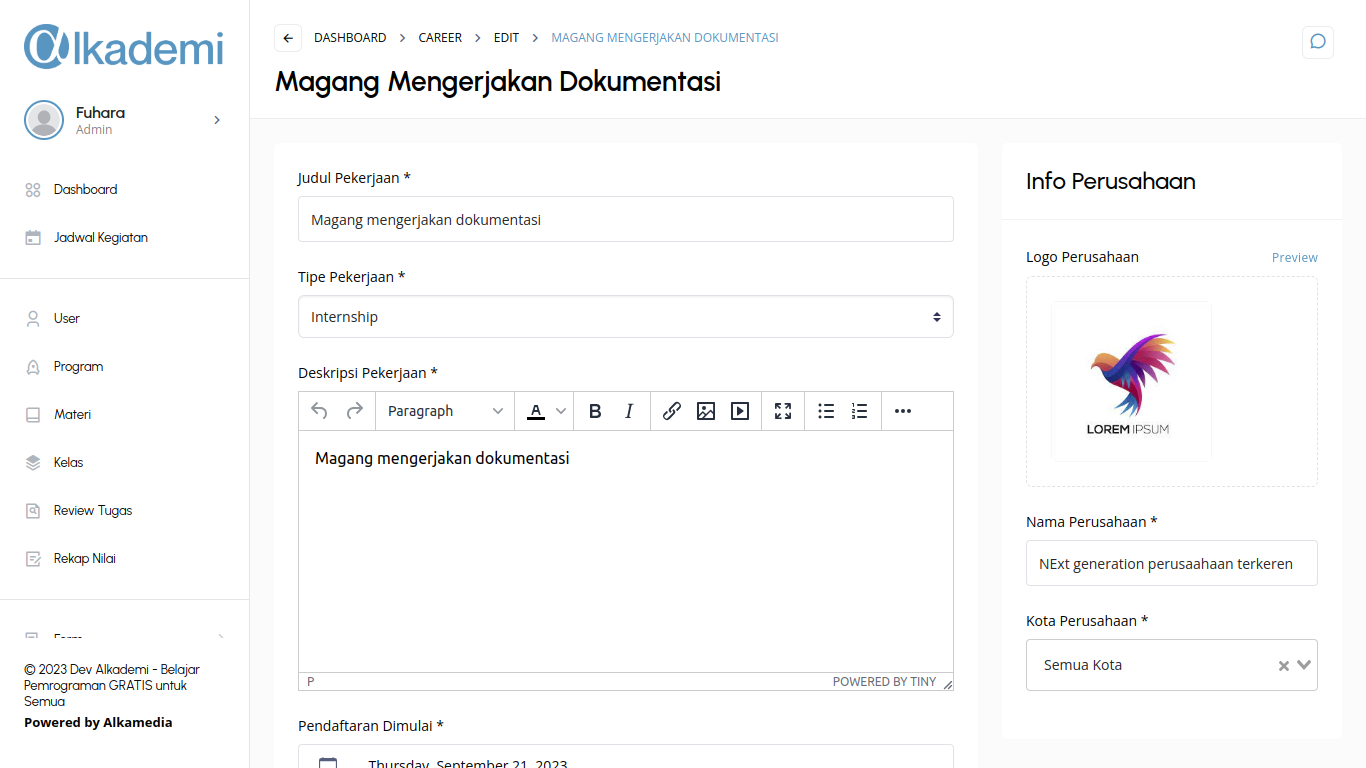 @lkademi
Fuhara
Admin
Dashboard
Jadwal Kegiatan
User
Program
Materi
Kelas
Review Tugas
Rekap Nilai
Form
© 2023 Dev Alkademi - Belajar
Pemrograman GRATIS untuk
Semua
Powered by Alkamedia
DASHBOARD > CAREER > EDIT > MAGANG MENGERJAKAN DOKUMENTASI
Magang Mengerjakan Dokumentasi
Judul Pekerjaan *
Magang mengerjakan dokumentasi
Tipe Pekerjaan *
Internship
Deskripsi Pekerjaan *
Paragraph A B I
Magang mengerjakan dokumentasi
P POWERED BY TINY
Pendaftaran Dimulai *
Thursday, September 21, 2023
Info Perusahaan
Logo Perusahaan Preview
LOREM IPSUM
Nama Perusahaan *
NExt generation perusaahaan terkeren
Kota Perusahaan *
Semua Kota